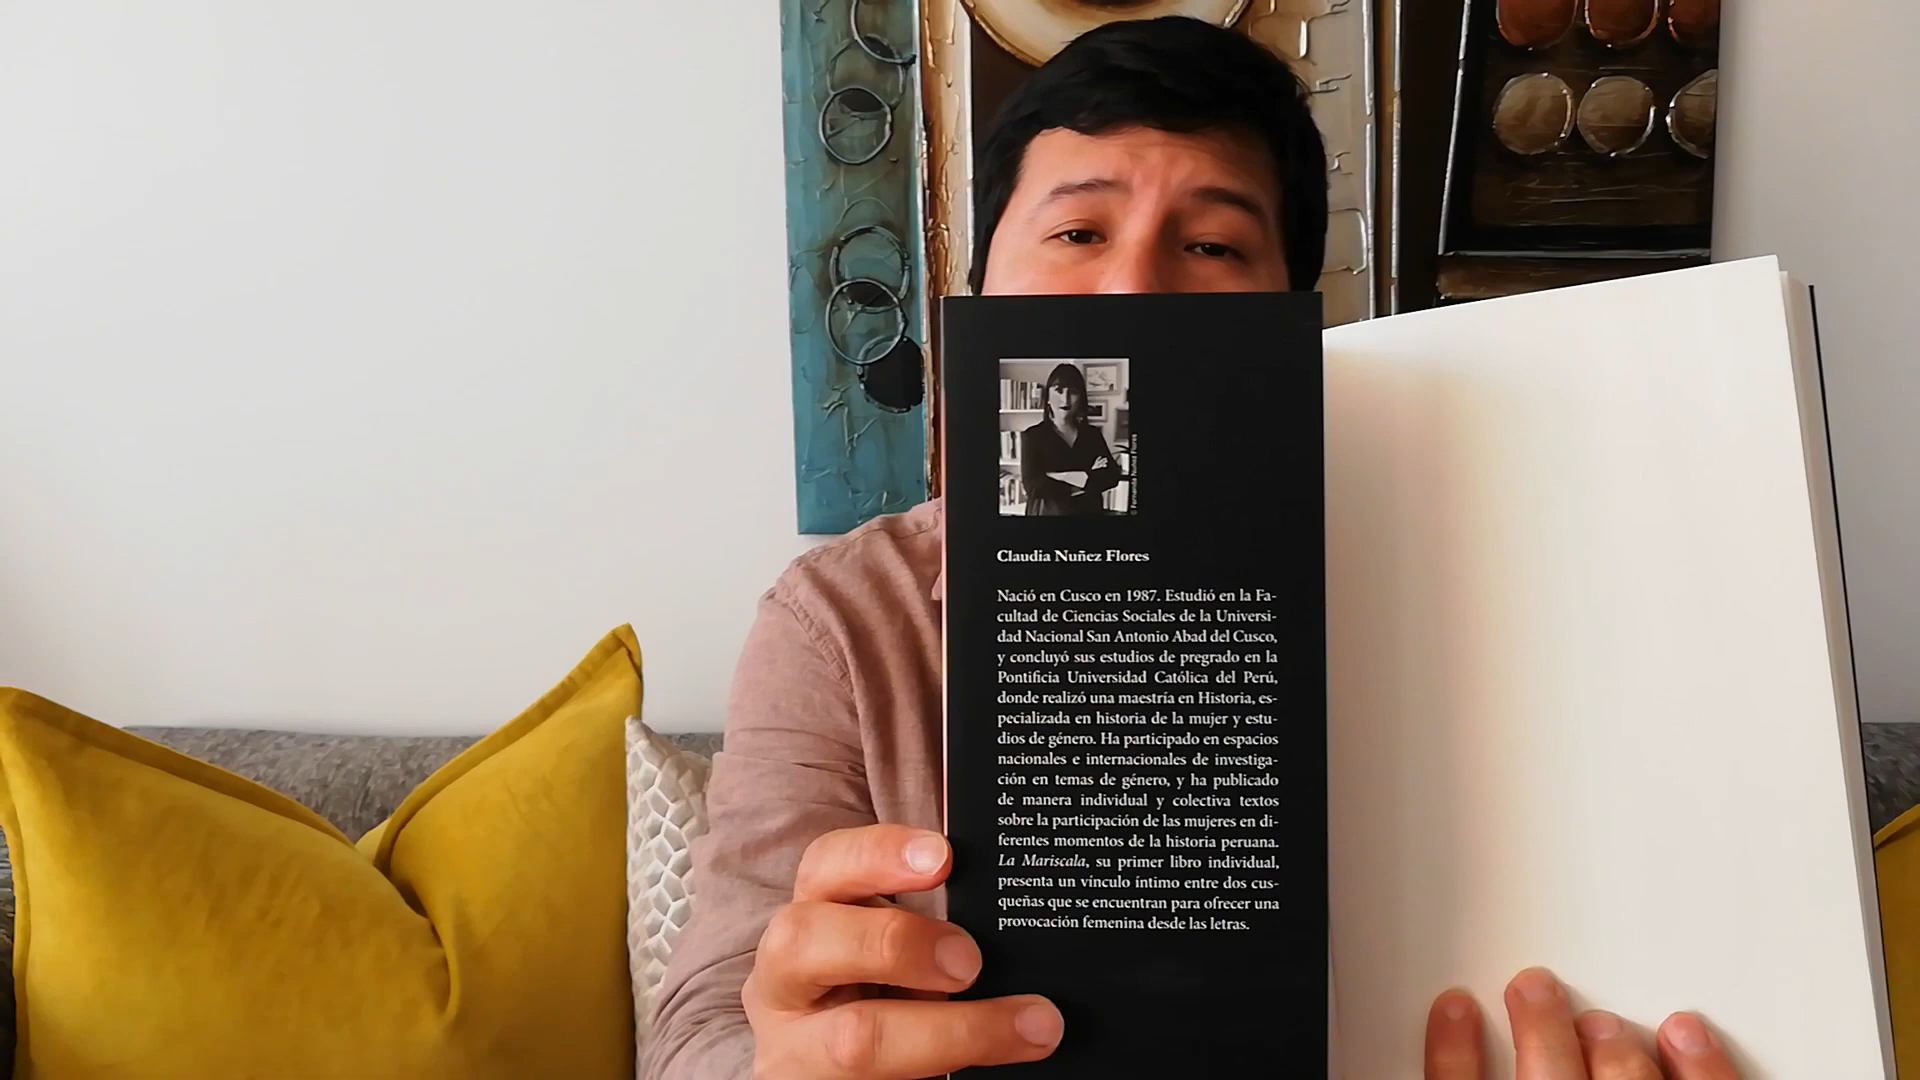 © Fernanda Nuñez Flores
Claudia Nuñez Flores
Nació en Cusco en 1987. Estudió en la Fa-
cultad de Ciencias Sociales de la Universi-
dad Nacional San Antonio Abad del Cusco,
y concluyó sus estudios de pregrado en la
Pontificia Universidad Católica del Perú,
donde realizó una maestría en Historia, es-
pecializada en historia de la mujer y estu-
dios de género. Ha participado en espacios
nacionales e internacionales de investiga-
ción en temas de género, y ha publicado
de manera individual y colectiva textos
sobre la participación de las mujeres en di-
ferentes momentos de la historia peruana.
La Mariscala, su primer libro individual,
presenta un vínculo íntimo entre dos cus-
queñas que se encuentran para ofrecer una
provocación femenina desde las letras.